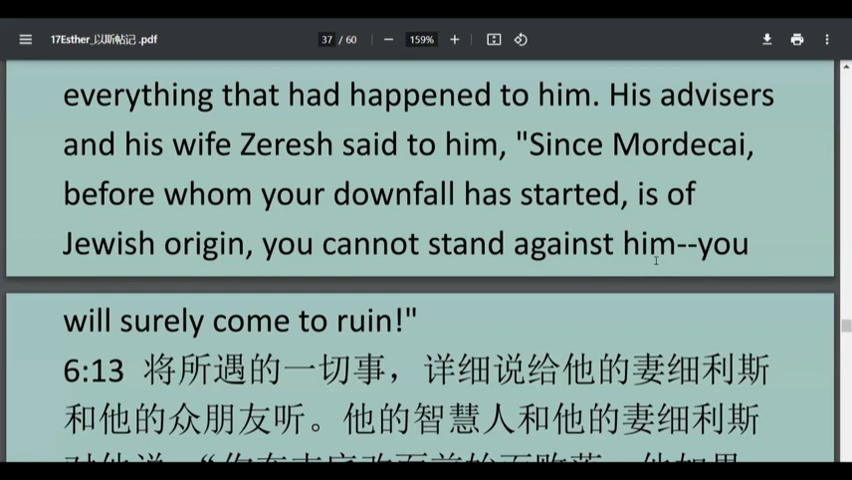 17Esther_以斯帖记.pdf
37 / 60
159%
everything that had happened to him. His advisers
and his wife Zeresh said to him, "Since Mordecai,
before whom your downfall has started, is of
Jewish origin, you cannot stand against him--you
will surely come to ruin!"
6:13 将所遇的一切事，详细说给他的妻细利斯
和他的众朋友听。他的智慧人和他的妻细利斯